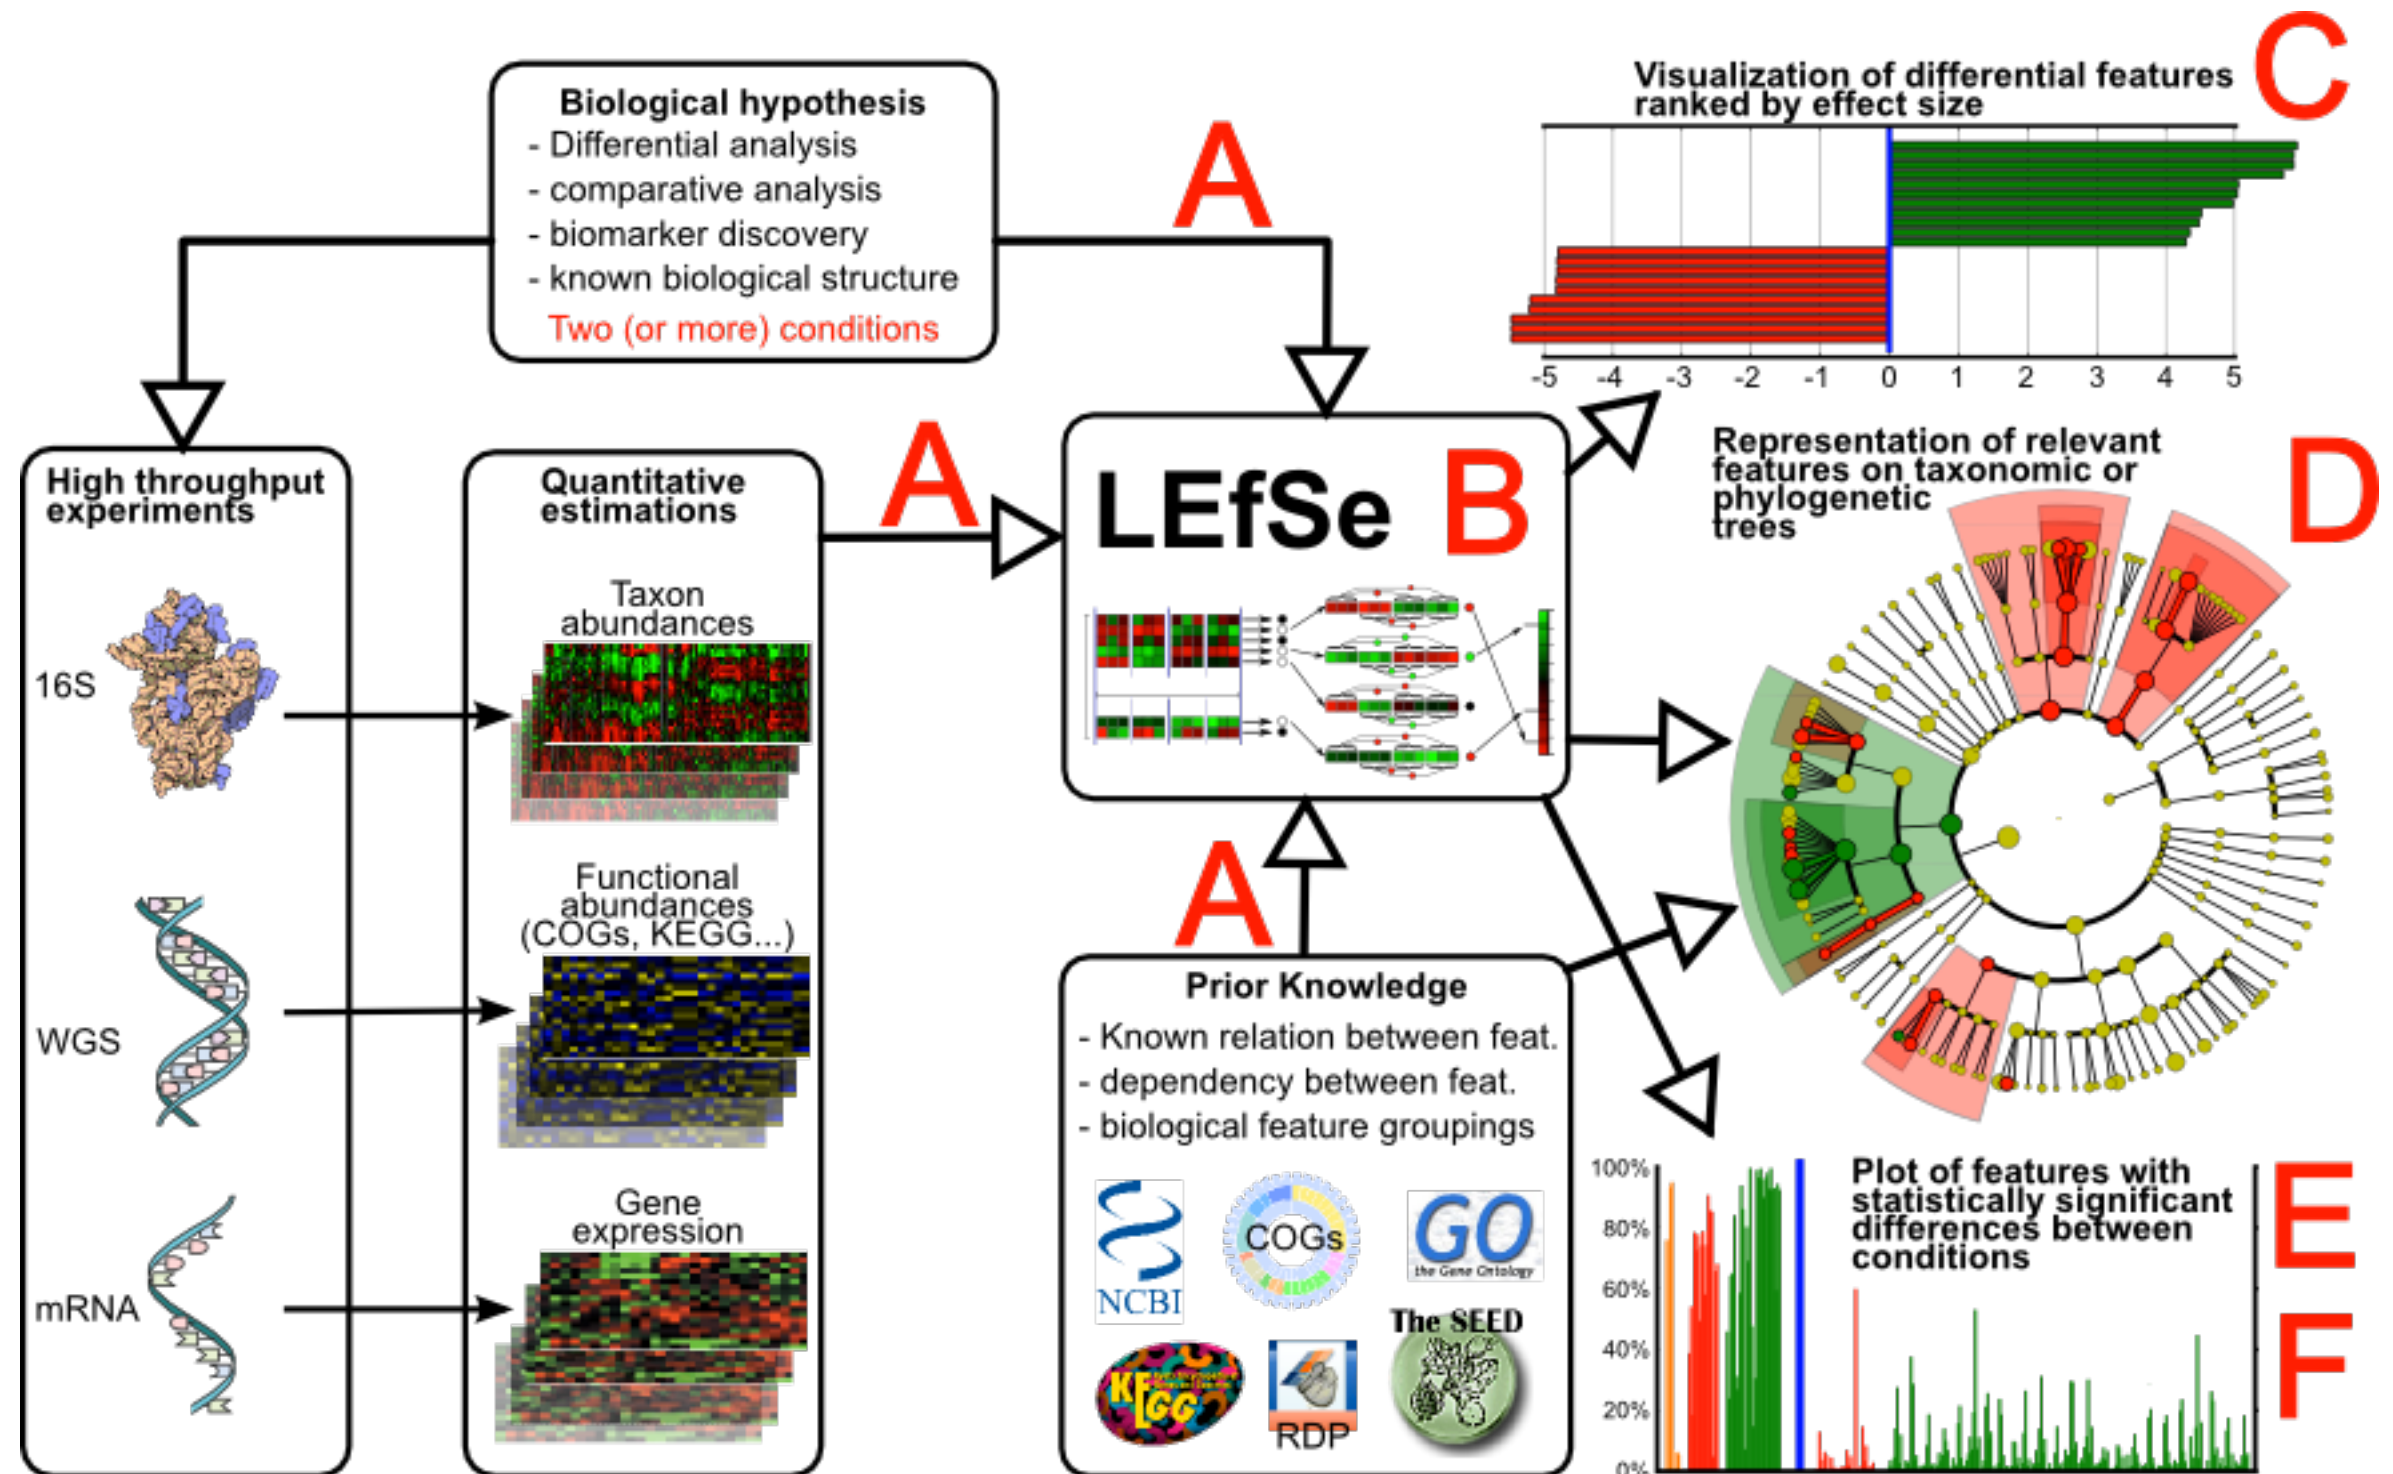 Biological hypothesis
- Differential analysis
- comparative analysis
- biomarker discovery
- known biological structure
Two (or more) conditions
A
Visualization of differential features
ranked by effect size
C
-5 -4 -3 -2 -1 0 1 2 3 4 5
High throughput
experiments
16S
WGS
mRNA
Quantitative
estimations
Taxon
abundances
Functional
abundances
(COGs, KEGG...)
Gene
expression
A
LEfSe
B
Representation of relevant
features on taxonomic or
phylogenetic
trees
D
A
Prior Knowledge
- Known relation between feat.
- dependency between feat.
- biological feature groupings
NCBI
COGs
GO
the Gene Ontology
KEGG
RDP
The SEED
Plot of features with
statistically significant
differences between
conditions
E
F
100%
80%
60%
40%
20%
0%